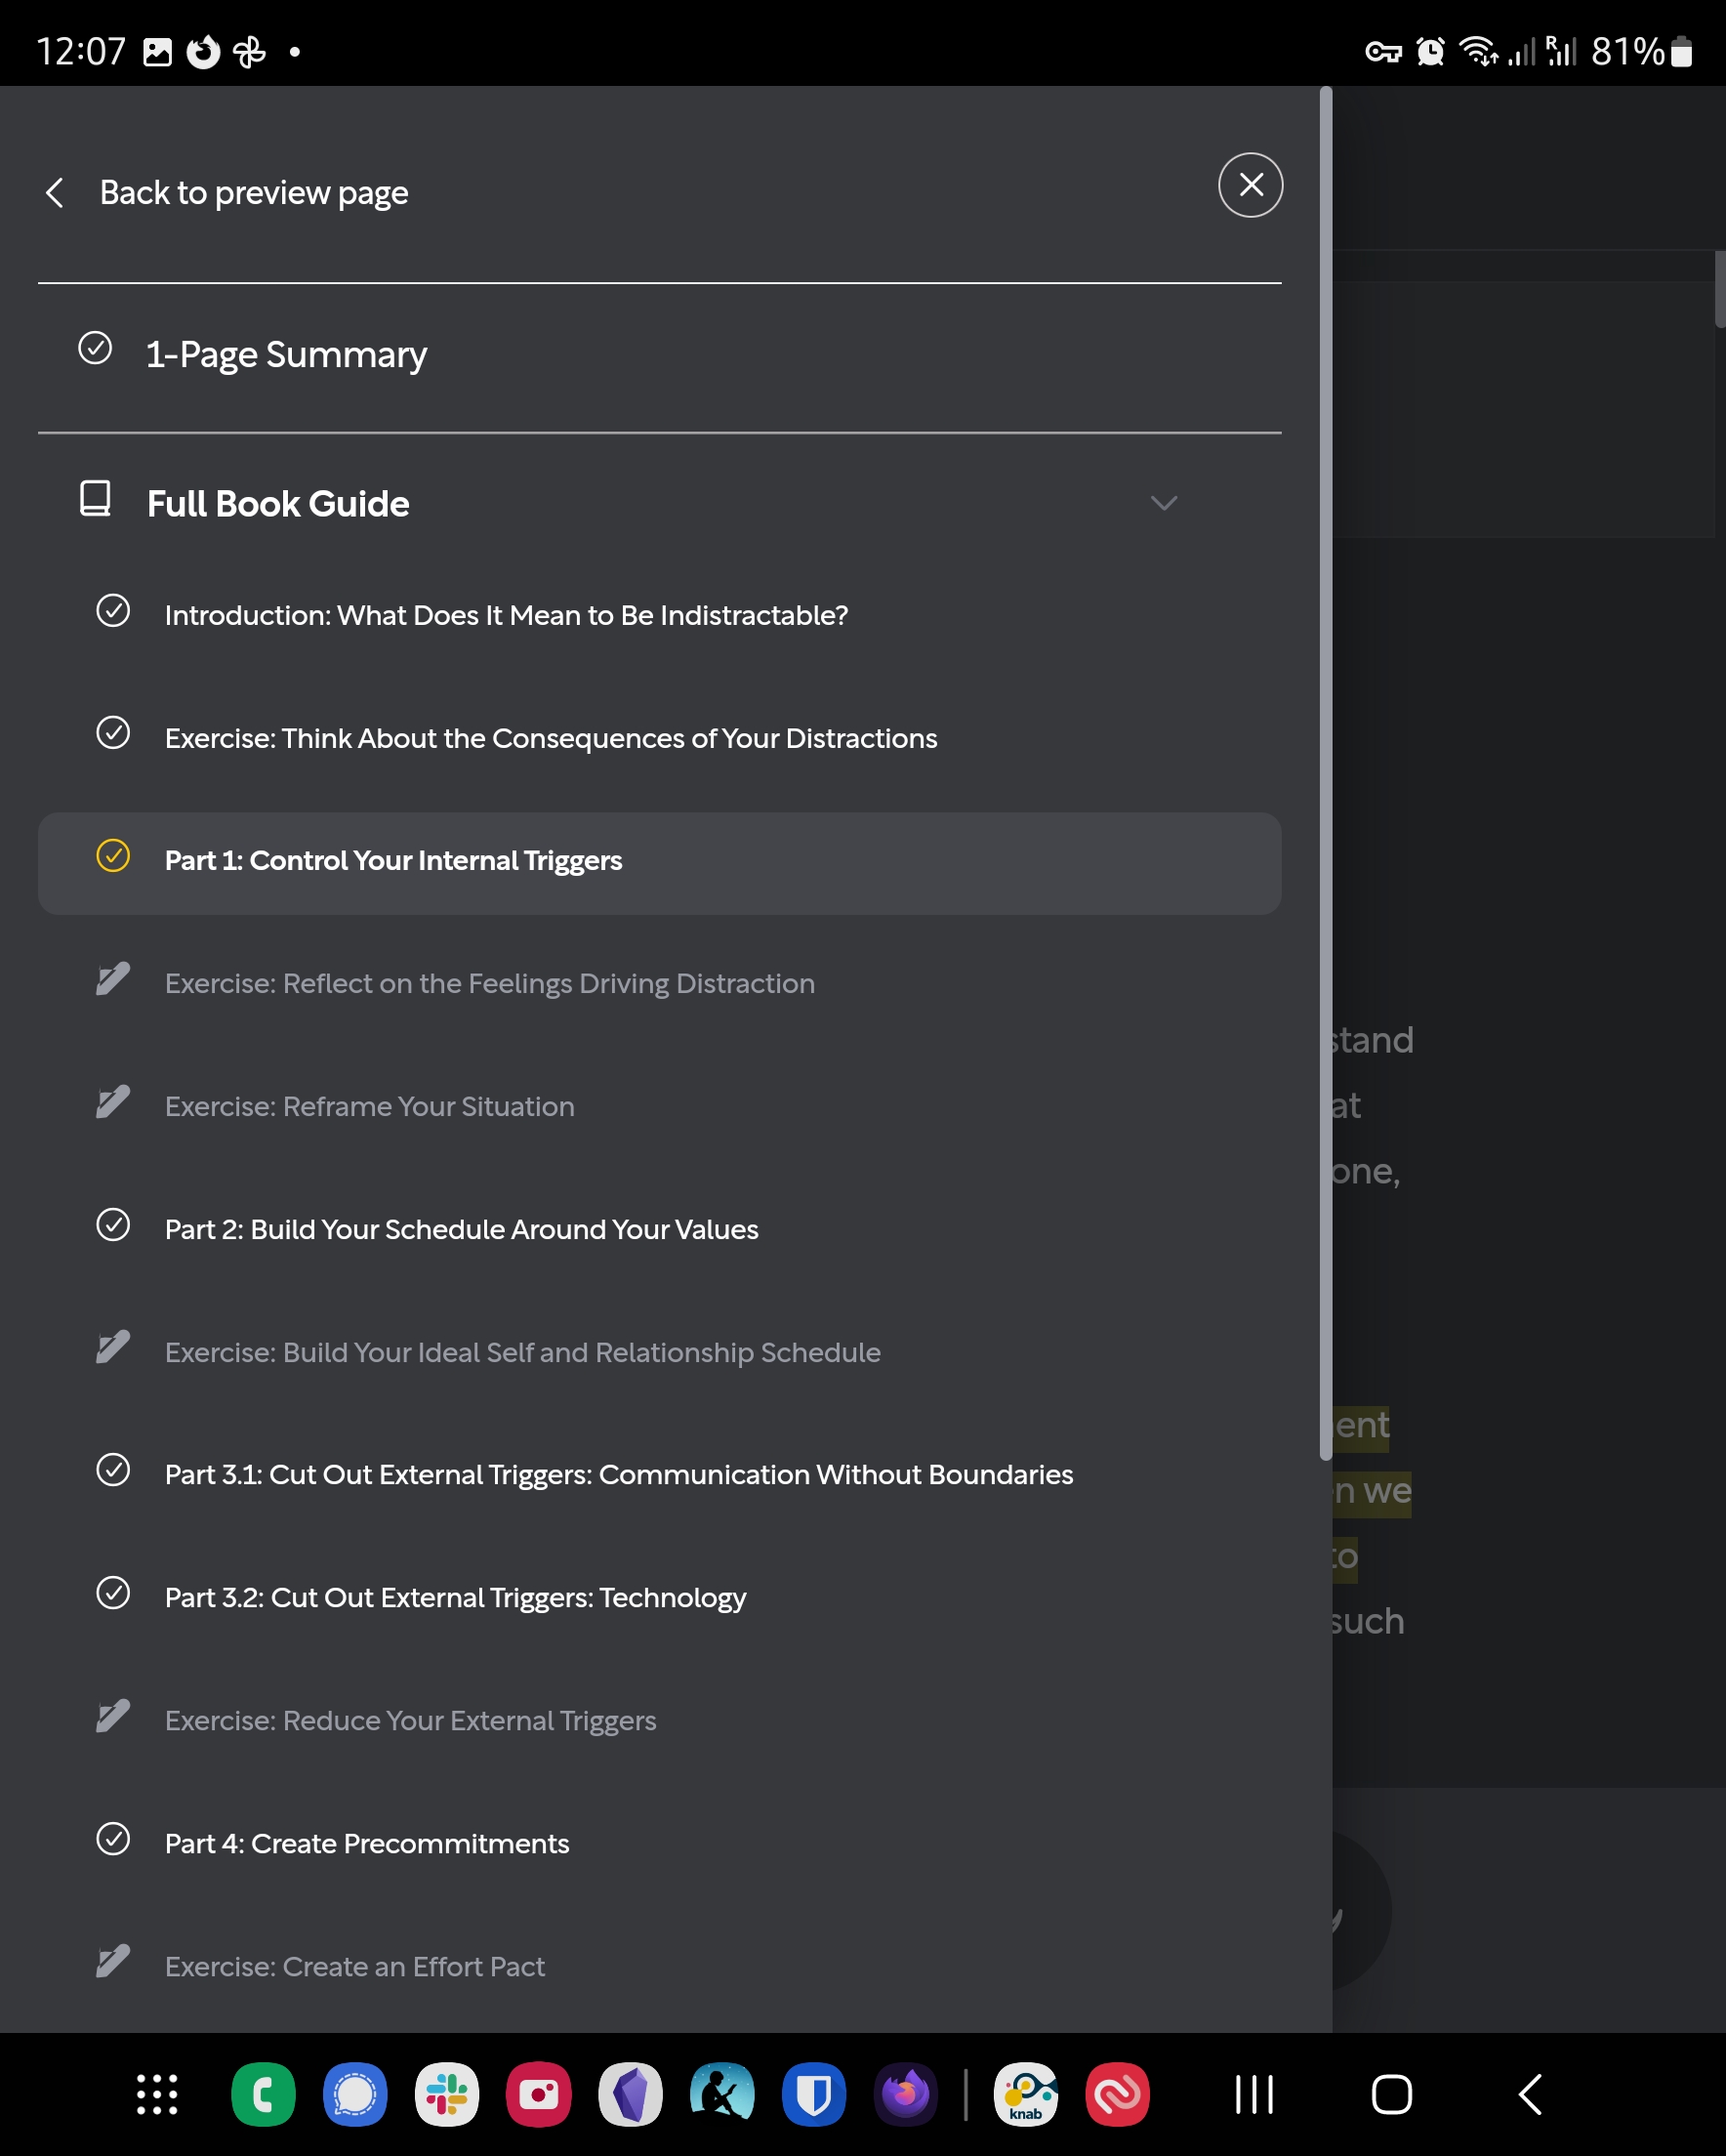 12:07
R
81%
Back to preview page
1-Page Summary
Full Book Guide
Introduction: What Does It Mean to Be Indistractable?
Exercise: Think About the Consequences of Your Distractions
Part 1: Control Your Internal Triggers
Exercise: Reflect on the Feelings Driving Distraction
stand
Exercise: Reframe Your Situation
at
one,
Part 2: Build Your Schedule Around Your Values
Exercise: Build Your Ideal Self and Relationship Schedule
ent
Part 3.1: Cut Out External Triggers: Communication Without Boundaries
n we
to
Part 3.2: Cut Out External Triggers: Technology
such
Exercise: Reduce Your External Triggers
Part 4: Create Precommitments
y
Exercise: Create an Effort Pact
knab